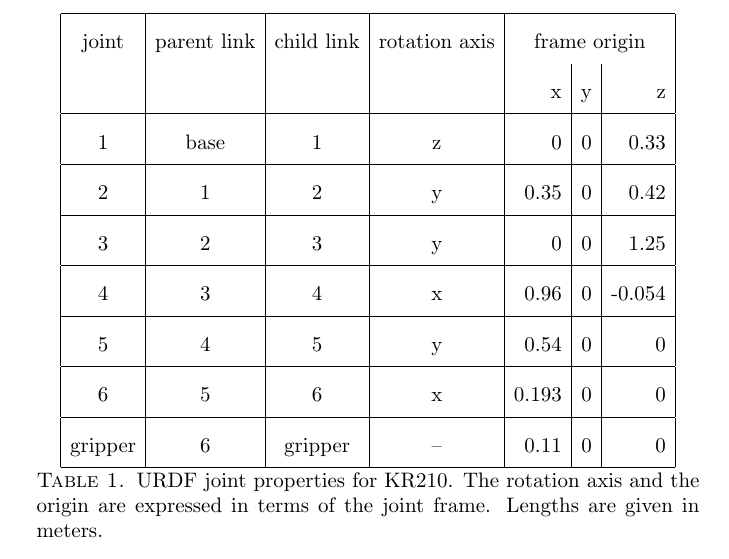 joint parent link child link rotation axis frame origin
x y z
1 base 1 z 0 0 0.33
2 1 2 y 0.35 0 0.42
3 2 3 y 0 0 1.25
4 3 4 x 0.96 0 -0.054
5 4 5 y 0.54 0 0
6 5 6 x 0.193 0 0
gripper 6 gripper – 0.11 0 0
TABLE 1. URDF joint properties for KR210. The rotation axis and the
origin are expressed in terms of the joint frame. Lengths are given in
meters.